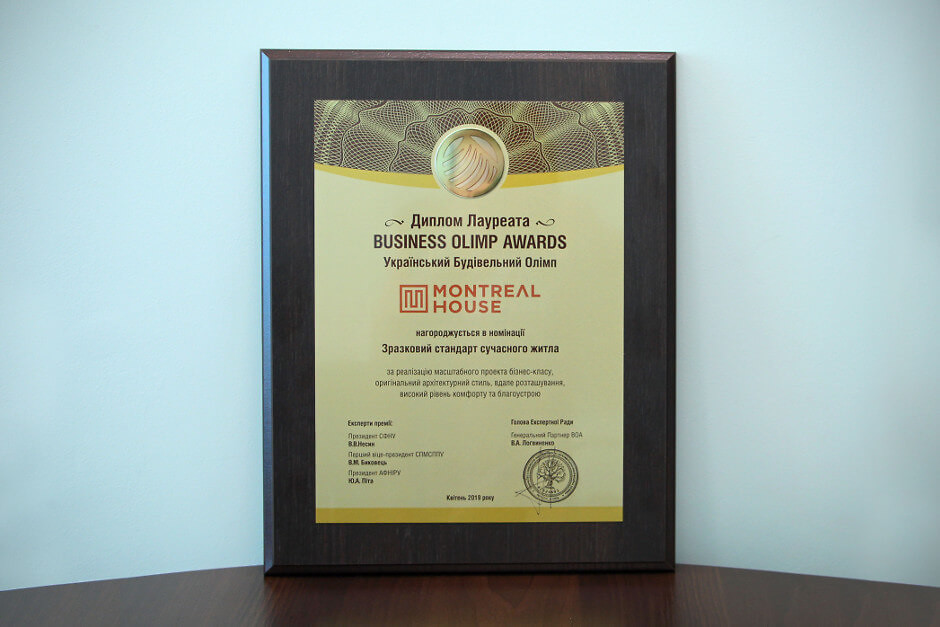 Диплом Лауреата
BUSINESS OLIMP AWARDS
Український Будівельний Олімп
MONTREAL
HOUSE
нагороджується в номінації
Зразковий стандарт сучасного житла
за реалізацію масштабного проекта бізнес-класу,
оригінальний архітектурний стиль, вдале розташування,
високий рівень комфорту та благоустрою
Експерти премії:
Президент СФНУ
В.В.Несин
Перший віце-президент СПМСППУ
В.М. Биковець
Президент АФНІРУ
Ю.А. Піта
Голова Експертної Ради
Генеральний Партнер BOA
В.А. Логвиненко
Квітень 2019 року